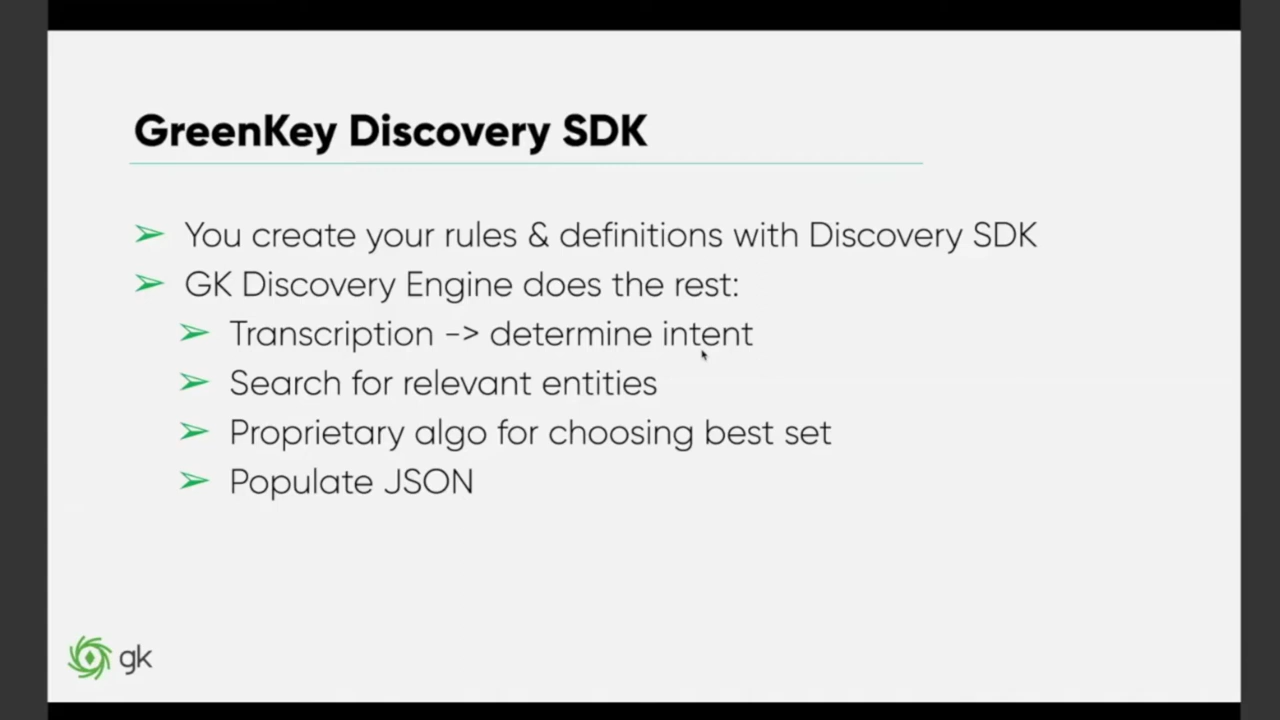 GreenKey Discovery SDK
You create your rules & definitions with Discovery SDK
GK Discovery Engine does the rest:
Transcription -> determine intent
Search for relevant entities
Proprietary algo for choosing best set
Populate JSON
gk